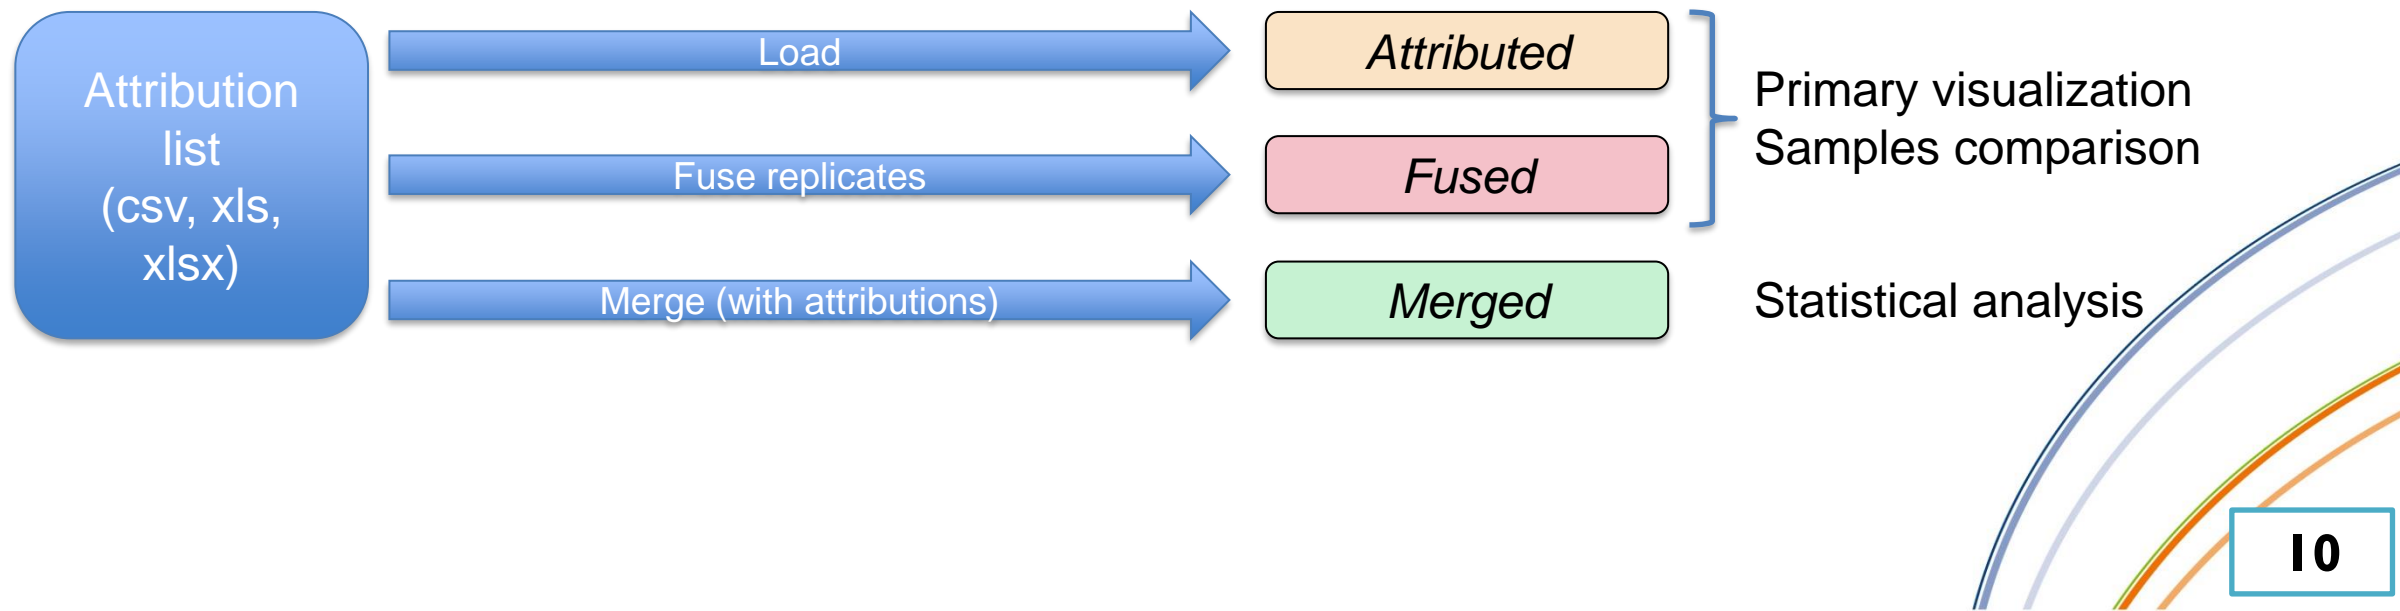 Attribution
list
(csv, xls,
xlsx)
Load
Attributed
Fuse replicates
Fused
Merge (with attributions)
Merged
Primary visualization
Samples comparison
Statistical analysis
10